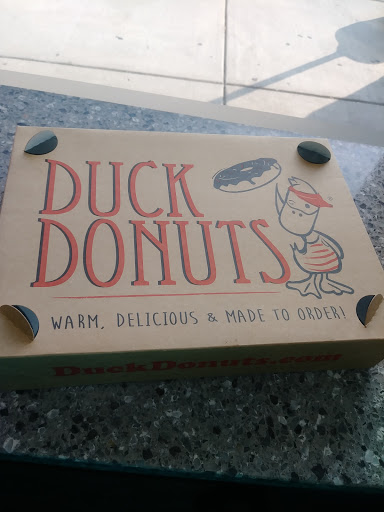 DUCK
DONUTS
WARM, DELICIOUS & MADE TO ORDER!
DuckDonuts.com